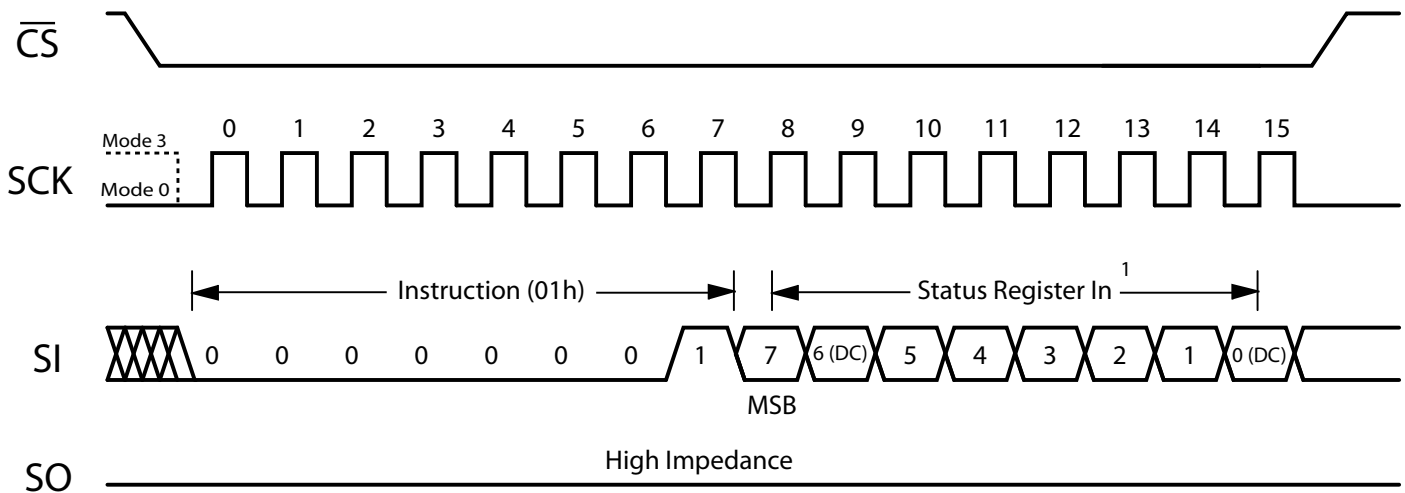 CS
Mode 3
0 1 2 3 4 5 6 7 8 9 10 11 12 13 14 15
SCK
Mode 0
Instruction (01h)
Status Register In 1
SI
0 0 0 0 0 0 0 1 7 6 (DC) 5 4 3 2 1 0 (DC)
MSB
High Impedance
SO